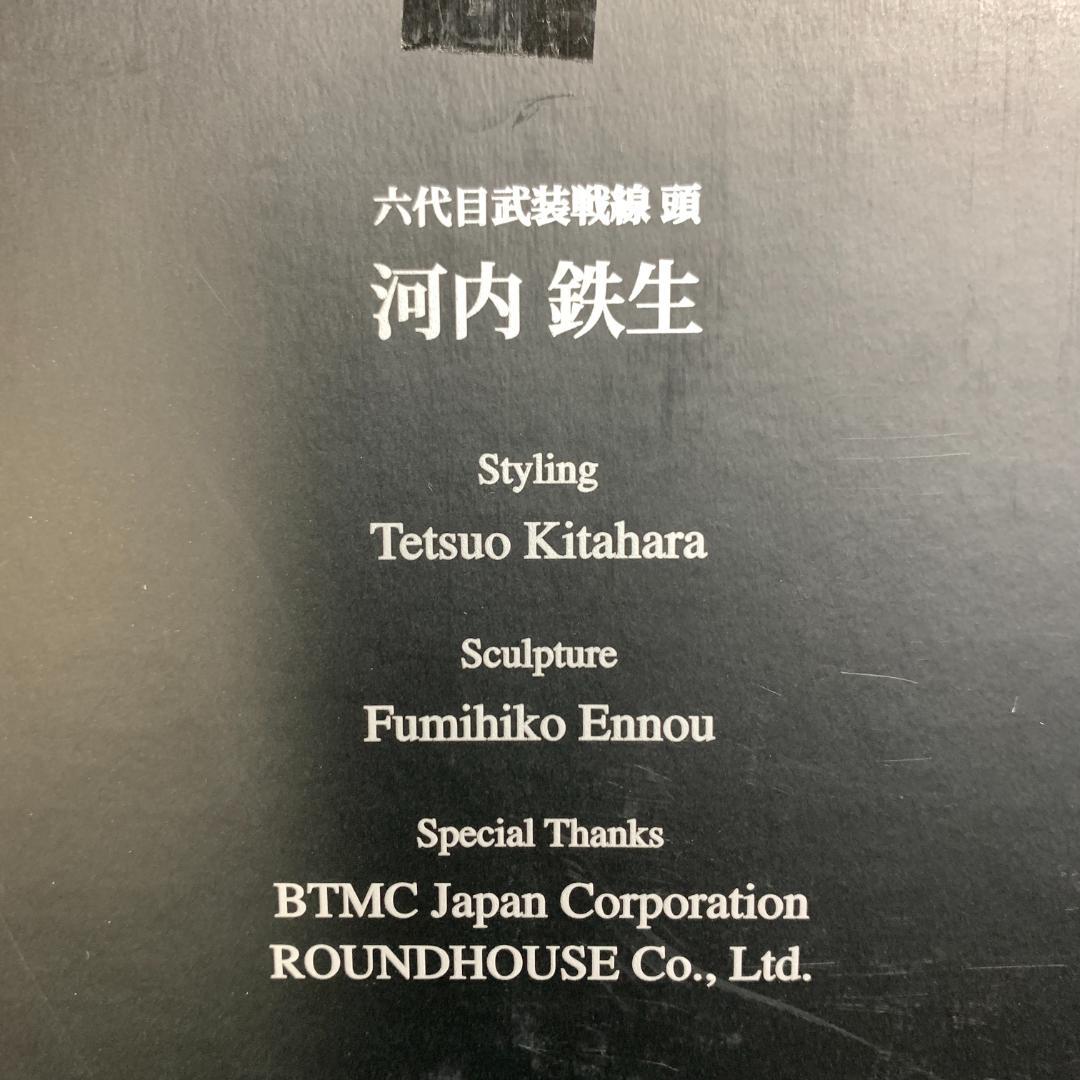 六代目武装戦線 頭
河内 鉄生
Styling
Tetsuo Kitahara
Sculpture
Fumihiko Ennou
Special Thanks
BTMC Japan Corporation
ROUNDHOUSE Co., Ltd.